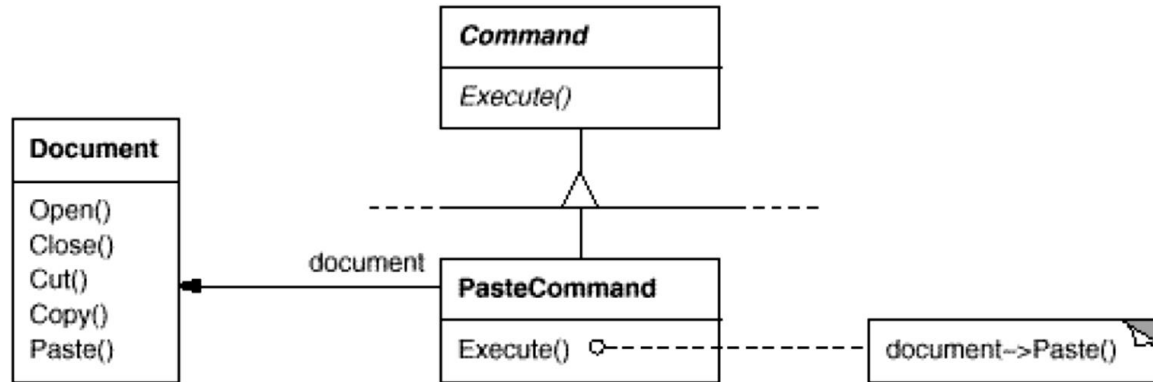 Command
Execute()
Document
Open()
Close()
Cut()
Copy()
Paste()
document
PasteCommand
Execute()
document->Paste()